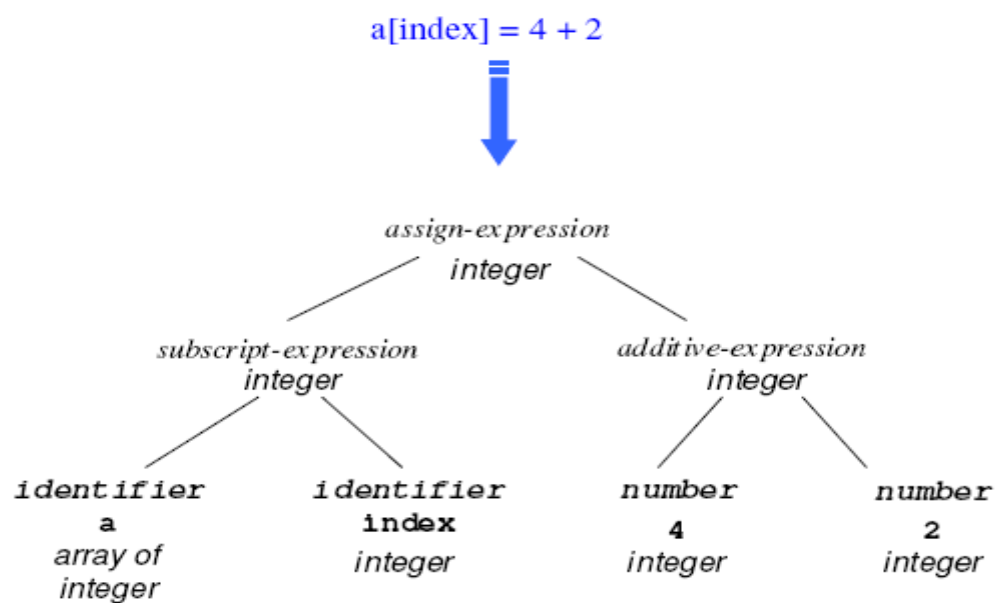 a[index] = 4 + 2
assign-expression
integer
subscript-expression
integer
additive-expression
integer
identifier
a
array of
integer
identifier
index
integer
number
4
integer
number
2
integer